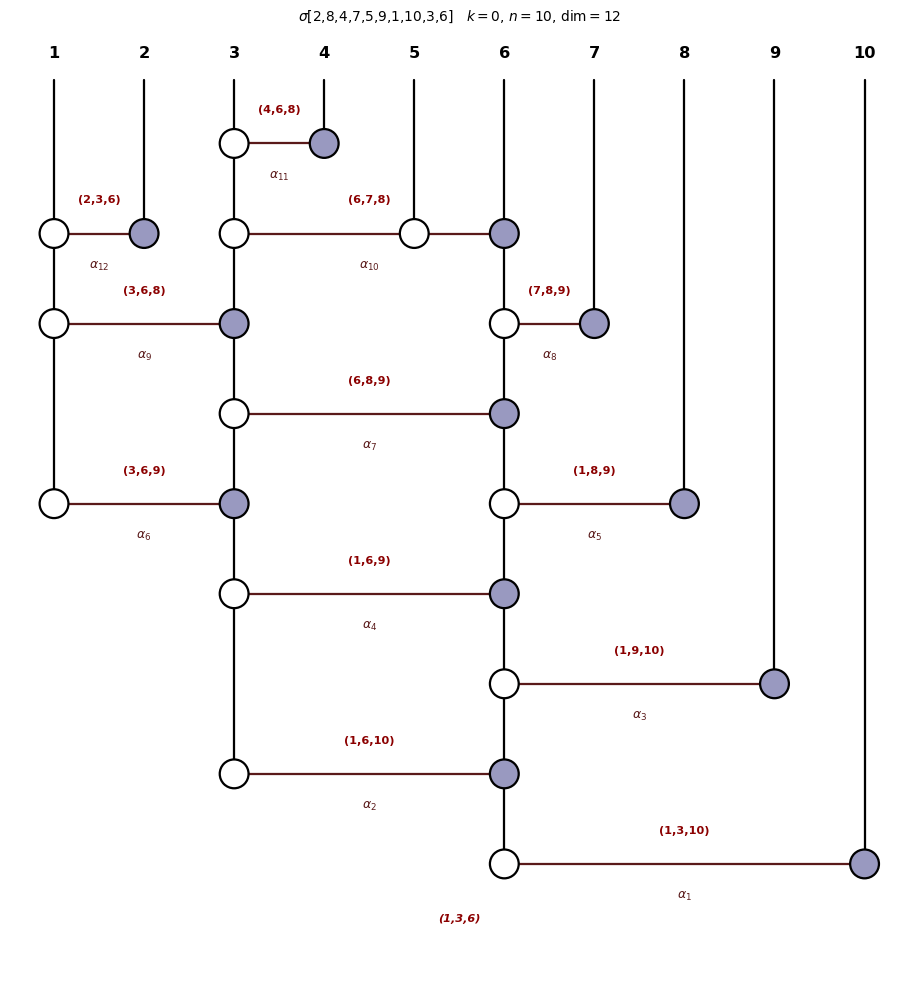 σ[2,8,4,7,5,9,1,10,3,6]   k = 0, n = 10, dim = 12
1 2 3 4 5 6 7 8 9 10
(4,6,8)
α₁₁
(2,3,6) (6,7,8)
α₁₂ α₁₀
(3,6,8) (7,8,9)
α₉ α₈
(6,8,9)
α₇
(3,6,9) (1,8,9)
α₆ α₅
(1,6,9)
α₄
(1,9,10)
α₃
(1,6,10)
α₂
(1,3,10)
α₁
(1,3,6)